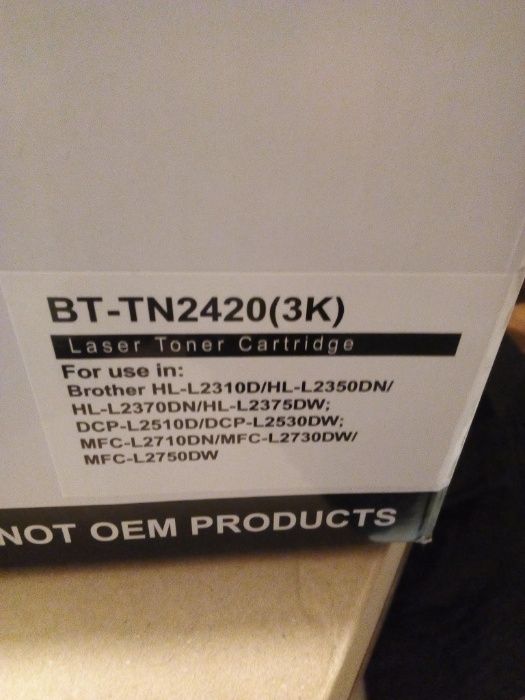 BT-TN2420(3K)
Laser Toner Cartridge
For use in:
Brother HL-L2310D/HL-L2350DN/
HL-L2370DN/HL-L2375DW;
DCP-L2510D/DCP-L2530DW;
MFC-L2710DN/MFC-L2730DW/
MFC-L2750DW
NOT OEM PRODUCTS